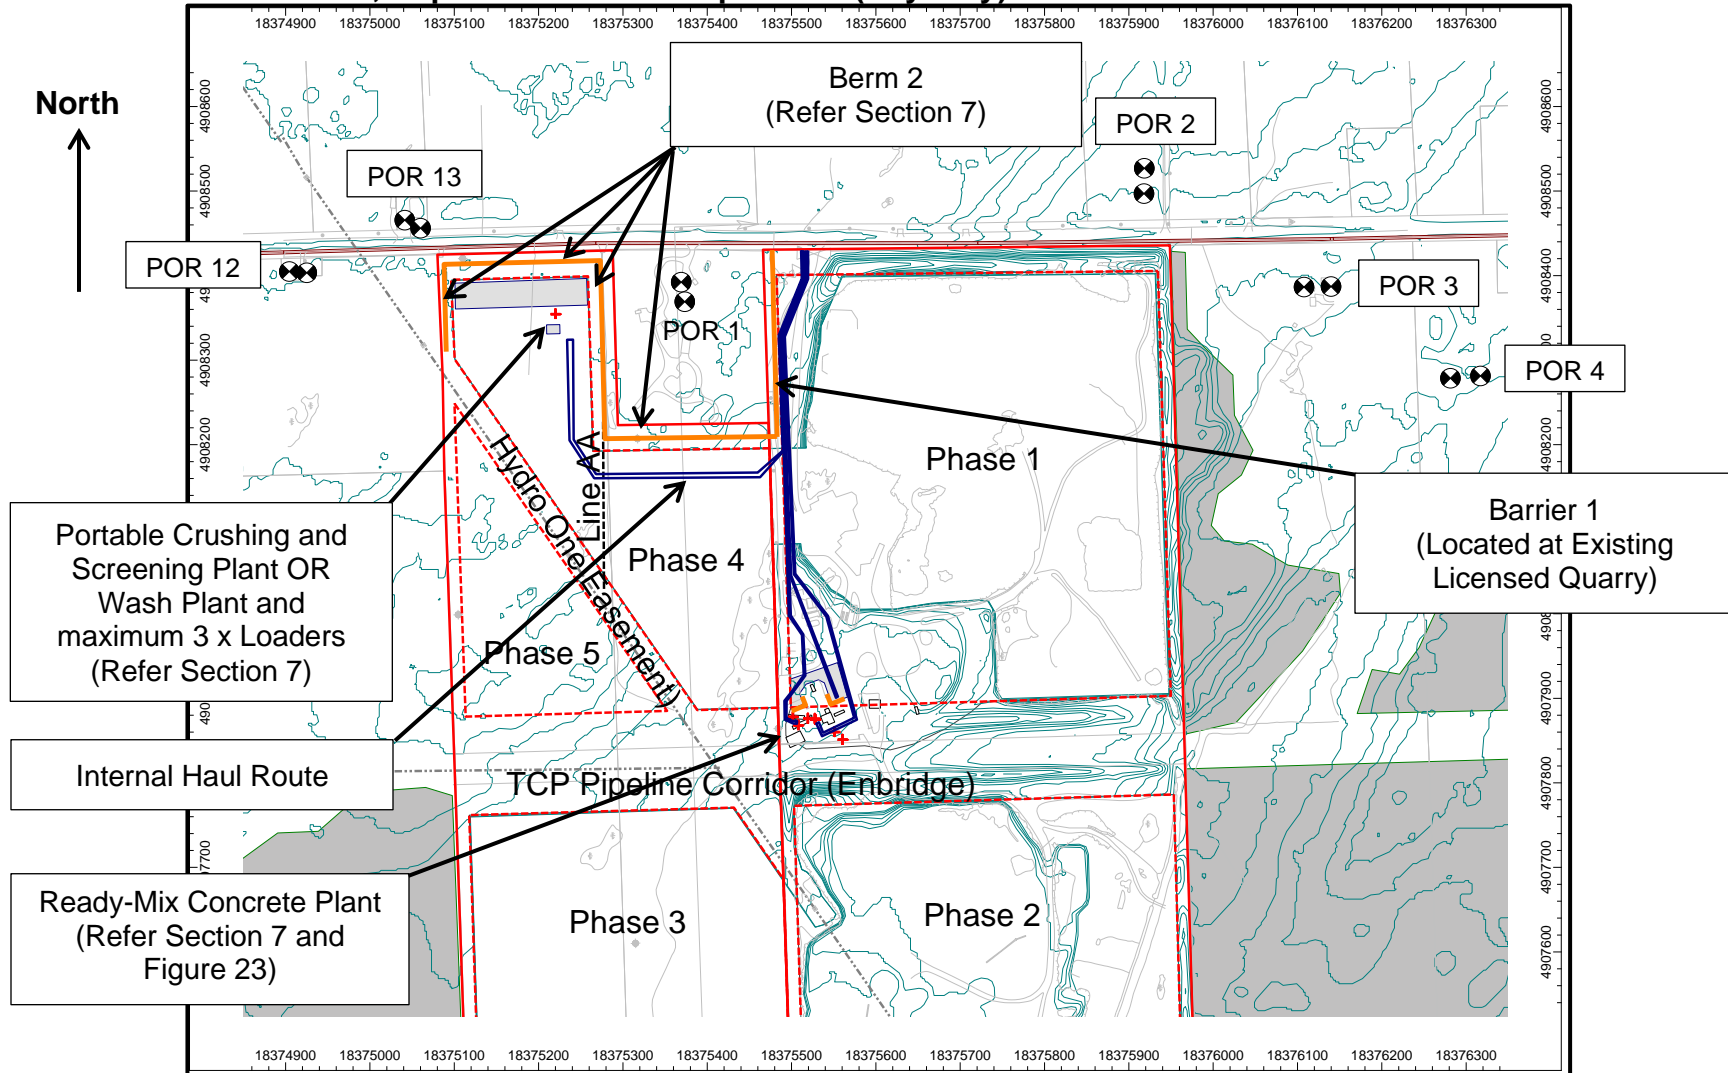 18374900 18375000 18375100 18375200 18375300 18375400 18375500 18375600 18375700 18375800 18375900 18376000 18376100 18376200 18376300
North
Berm 2
(Refer Section 7)
POR 2
POR 13
POR 12
POR 1
POR 3
POR 4
4908600
4908500
4908300
4908200
4908600
4908500
4908400
4908300
4908200
4907900
4907800
4907700
4907600
4907700
Phase 1
Line AA
Hydro One Easement)
Phase 4
Phase 5
Portable Crushing and
Screening Plant OR
Wash Plant and
maximum 3 x Loaders
(Refer Section 7)
Barrier 1
(Located at Existing
Licensed Quarry)
Internal Haul Route
TCP Pipeline Corridor (Enbridge)
Ready-Mix Concrete Plant
(Refer Section 7 and
Figure 23)
Phase 3
Phase 2
18374900 18375000 18375100 18375200 18375300 18375400 18375500 18375600 18375700 18375800 18375900 18376000 18376100 18376200 18376300